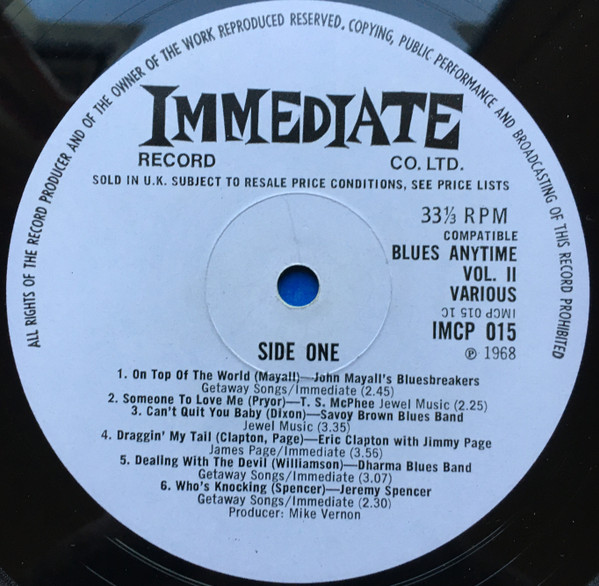 ALL RIGHTS OF THE RECORD PRODUCER AND OF THE OWNER OF THE WORK REPRODUCED RESERVED. COPYING, PUBLIC PERFORMANCE AND BROADCASTING OF THIS RECORD PROHIBITED
IMMEDIATE
RECORD CO. LTD.
SOLD IN U.K. SUBJECT TO RESALE PRICE CONDITIONS, SEE PRICE LISTS
33⅓ RPM
COMPATIBLE
BLUES ANYTIME
VOL. II
VARIOUS
IMCP 015 1C
IMCP 015
SIDE ONE
℗ 1968
1. On Top Of The World (Mayall)—John Mayall's Bluesbreakers
Getaway Songs/Immediate (2.45)
2. Someone To Love Me (Pryor)—T. S. McPhee Jewel Music (2.25)
3. Can't Quit You Baby (Dixon)—Savoy Brown Blues Band
Jewel Music (3.35)
4. Draggin' My Tail (Clapton, Page)—Eric Clapton with Jimmy Page
James Page/Immediate (3.56)
5. Dealing With The Devil (Williamson)—Dharma Blues Band
Getaway Songs/Immediate (3.07)
6. Who's Knocking (Spencer)—Jeremy Spencer
Getaway Songs/Immediate (2.30)
Producer: Mike Vernon